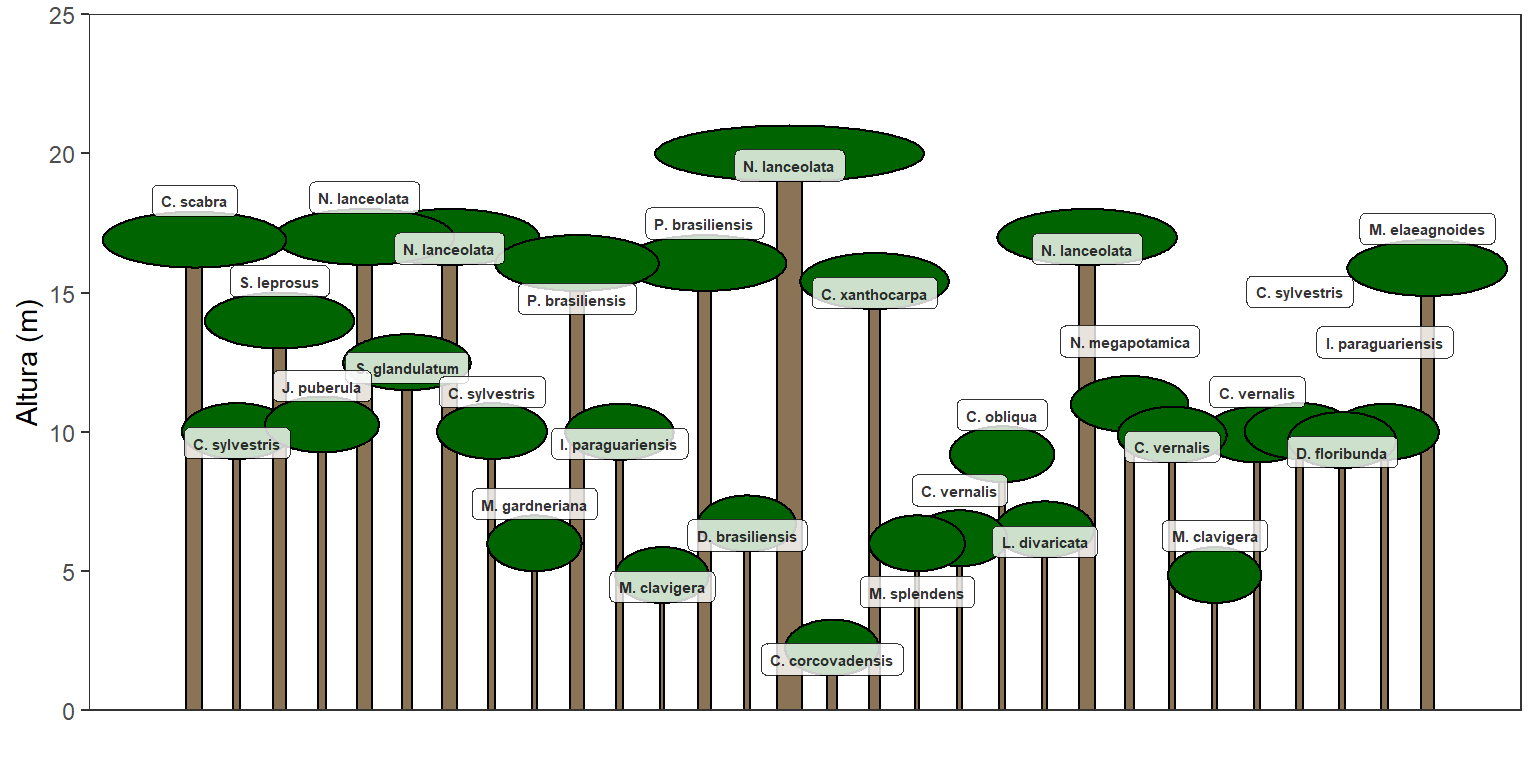 25
20
15
10
5
0
Altura (m)
N. lanceolata
C. scabra
N. lanceolata
P. brasiliensis
M. elaeagnoides
N. lanceolata
N. lanceolata
S. leprosus
P. brasiliensis
C. xanthocarpa
C. sylvestris
N. megapotamica
I. paraguariensis
S. glandulatum
J. puberula
C. sylvestris
C. vernalis
C. obliqua
C. sylvestris
I. paraguariensis
C. vernalis
D. floribunda
M. gardneriana
C. vernalis
D. brasiliensis
L. divaricata
M. clavigera
M. clavigera
M. splendens
C. corcovadensis